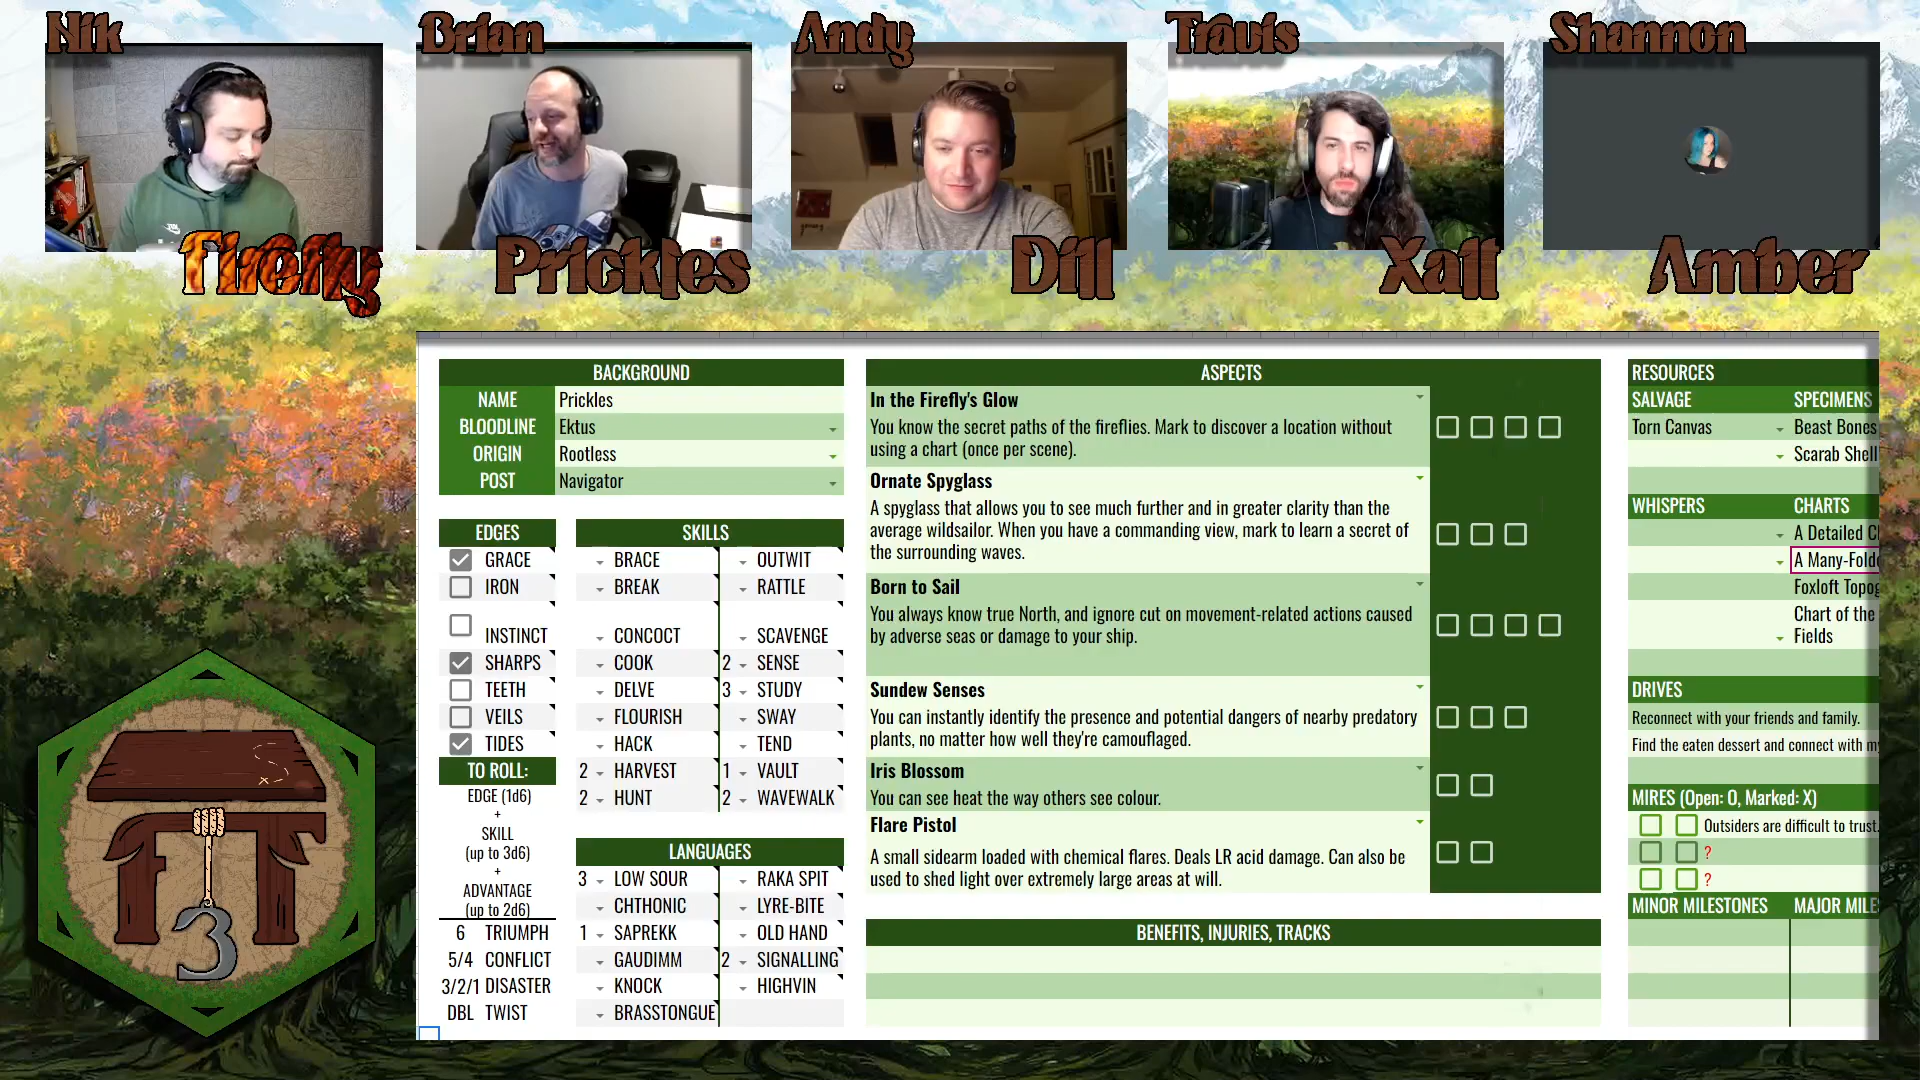 Nik
Brian
Andy
Travis
Shannon
Firefly
Prickles
Dill
Xall
Amber
BACKGROUND
NAME Prickles
BLOODLINE Ektus
ORIGIN Rootless
POST Navigator
EDGES
GRACE
IRON
INSTINCT
SHARPS
TEETH
VEILS
TIDES
TO ROLL:
EDGE (1d6)
+
SKILL
(up to 3d6)
+
ADVANTAGE
(up to 2d6)
6 TRIUMPH
5/4 CONFLICT
3/2/1 DISASTER
DBL TWIST
SKILLS
BRACE OUTWIT
BREAK RATTLE
CONCOCT SCAVENGE
COOK 2 SENSE
DELVE 3 STUDY
FLOURISH SWAY
HACK TEND
2 HARVEST 1 VAULT
2 HUNT 2 WAVEWALK
LANGUAGES
3 LOW SOUR RAKA SPIT
CHTHONIC LYRE-BITE
1 SAPREKK OLD HAND
GAUDIMM 2 SIGNALLING
KNOCK HIGHVIN
BRASSTONGUE
ASPECTS
In the Firefly's Glow
You know the secret paths of the fireflies. Mark to discover a location without
using a chart (once per scene).
Ornate Spyglass
A spyglass that allows you to see much further and in greater clarity than the
average wildsailor. When you have a commanding view, mark to learn a secret of
the surrounding waves.
Born to Sail
You always know true North, and ignore cut on movement-related actions caused
by adverse seas or damage to your ship.
Sundew Senses
You can instantly identify the presence and potential dangers of nearby predatory
plants, no matter how well they're camouflaged.
Iris Blossom
You can see heat the way others see colour.
Flare Pistol
A small sidearm loaded with chemical flares. Deals LR acid damage. Can also be
used to shed light over extremely large areas at will.
BENEFITS, INJURIES, TRACKS
RESOURCES
SALVAGE SPECIMENS
Torn Canvas Beast Bones
Scarab Shell
WHISPERS CHARTS
A Detailed
A Many-Fold
Foxloft
Chart of the
Fields
DRIVES
Reconnect with your friends and family.
Find the eaten dessert and connect with
MIRES (Open: O, Marked: X)
Outsiders are difficult to trust.
?
?
MINOR MILESTONES MAJOR
3